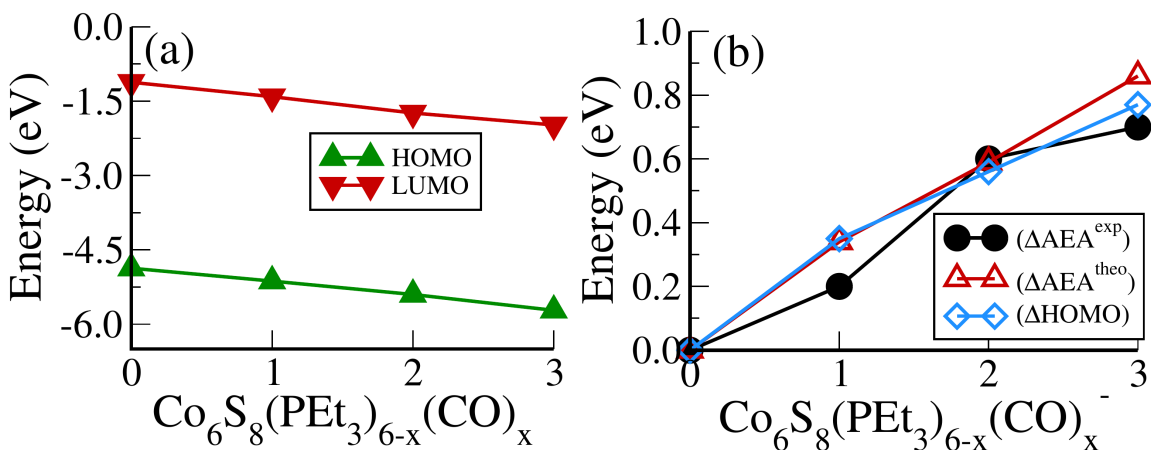 (a)
Energy (eV)
0.0
-1.5
-3.0
-4.5
-6.0
HOMO
LUMO
0 1 2 3
Co₆S₈(PEt₃)₆₋ₓ(CO)ₓ
(b)
Energy (eV)
1.0
0.8
0.6
0.4
0.2
0.0
(ΔAEAᵉˣᵖ)
(ΔAEAᵗʰᵉᵒ)
(ΔHOMO)
0 1 2 3
Co₆S₈(PEt₃)₆₋ₓ(CO)ₓ⁻